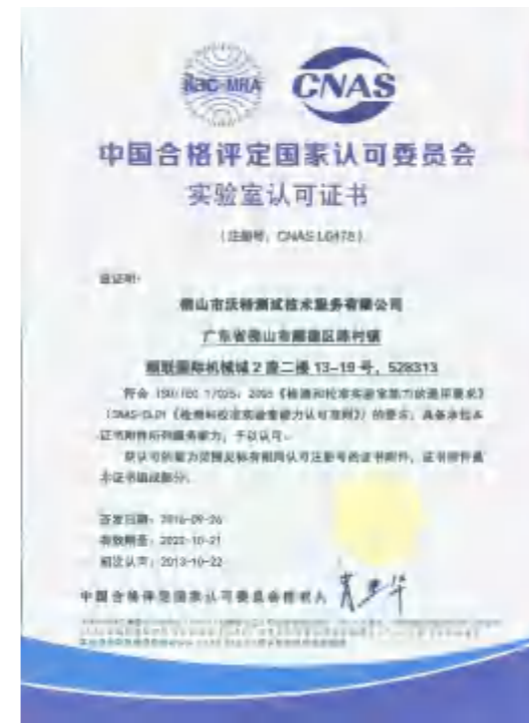 ilac-MRA
CNAS
中国合格评定国家认可委员会
实验室认可证书
(注册号：CNAS L6478)
兹证明：
佛山市沃特测试技术服务有限公司
广东省佛山市顺德区陈村镇
顺联国际机械城 2 座二楼 13-19 号，528313
符合 ISO/IEC 17025：2005《检测和校准实验室能力的通用要求》
(CNAS-CL01《检测和校准实验室能力认可准则》) 的要求，具备承担本
证书附件所列服务能力，予以认可。
获认可的能力范围见标有相同认可注册号的证书附件，证书附件是
本证书组成部分。
签发日期：2016-09-26
有效期至：2022-10-21
初次认可：2013-10-22
中国合格评定国家认可委员会授权人